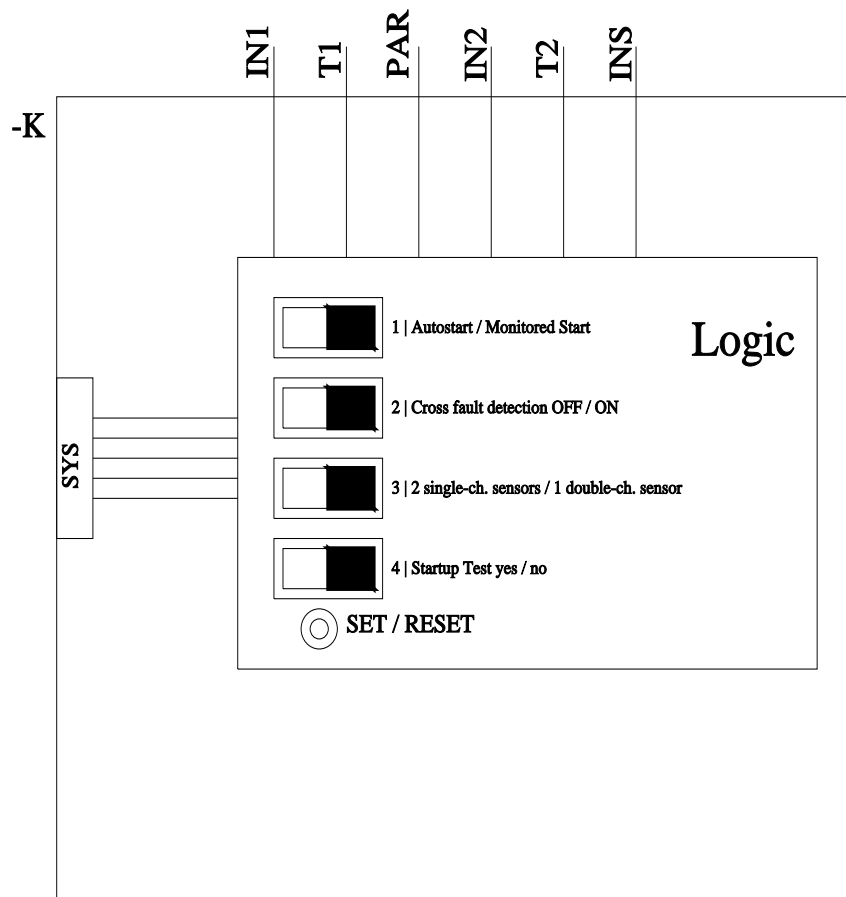 IN1
T1
PAR
IN2
T2
INS
-K
1 | Autostart / Monitored Start
Logic
2 | Cross fault detection OFF / ON
SYS
3 | 2 single-ch. sensors / 1 double-ch. sensor
4 | Startup Test yes / no
SET / RESET